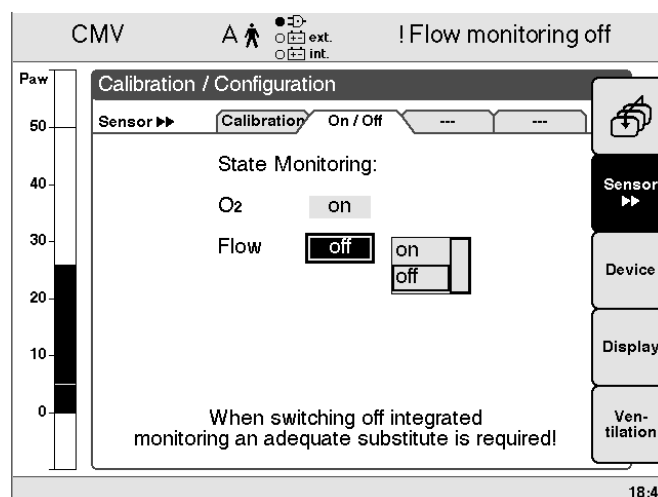 CMV A ext. ! Flow monitoring off
int.
Paw
Calibration / Configuration
Sensor Calibration On / Off --- ---
50
State Monitoring:
40
O2 on
Sensor
30
Flow off on
off
Device
20
10
Display
0
When switching off integrated
monitoring an adequate substitute is required!
Ven-
tilation
18:4